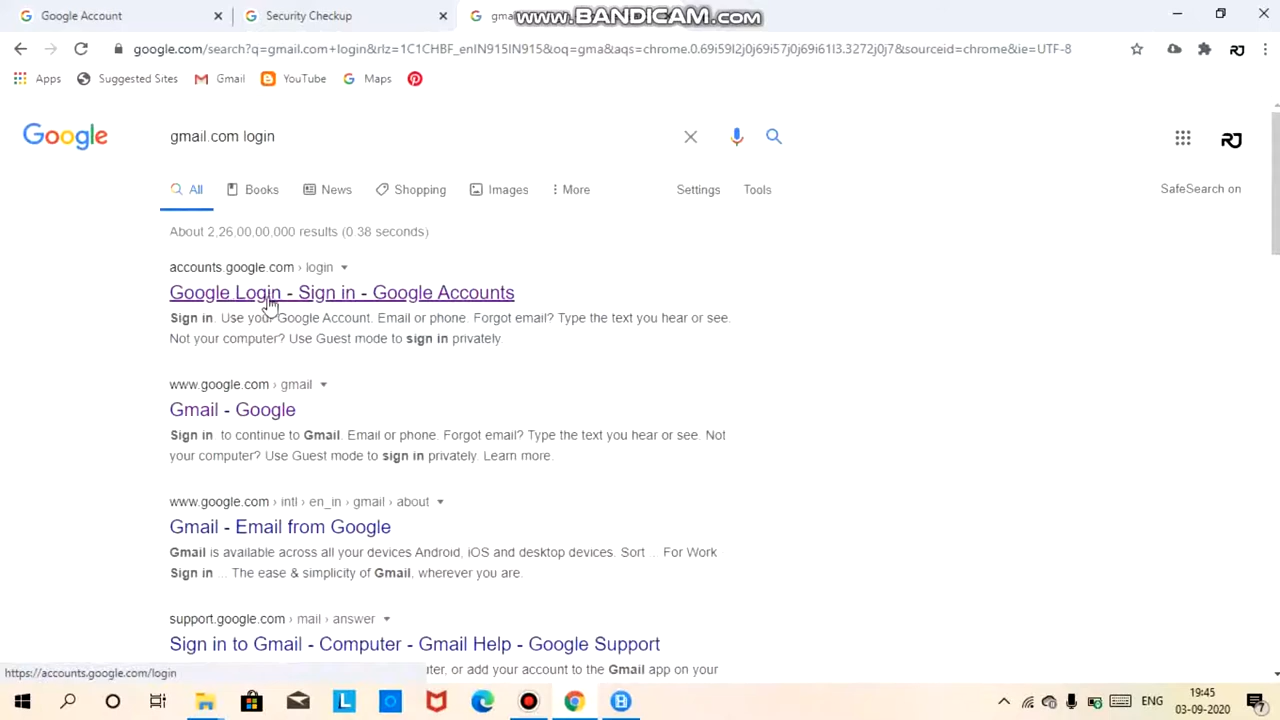 Google Account
Security Checkup
gmai
www.BANDICAM.com
google.com/search?q=gmail.com+login&rlz=1C1CHBF_enIN915IN915&oq=gma&aqs=chrome.0.69i59l2j0j69i57j0j69i61l3.3272j0j7&sourceid=chrome&ie=UTF-8
RJ
Apps
Suggested Sites
Gmail
YouTube
Maps
Google
gmail.com login
RJ
All
Books
News
Shopping
Images
More
Settings
Tools
SafeSearch on
About 2,26,00,00,000 results (0 38 seconds)
accounts.google.com › login
Google Login - Sign in - Google Accounts
Sign in. Use your Google Account. Email or phone. Forgot email? Type the text you hear or see.
Not your computer? Use Guest mode to sign in privately.
www.google.com › gmail
Gmail - Google
Sign in to continue to Gmail. Email or phone. Forgot email? Type the text you hear or see. Not
your computer? Use Guest mode to sign in privately. Learn more.
www.google.com › intl › en_in › gmail › about
Gmail - Email from Google
Gmail is available across all your devices Android, iOS and desktop devices. Sort ... For Work
Sign in ... The ease & simplicity of Gmail, wherever you are.
support.google.com › mail › answer
Sign in to Gmail - Computer - Gmail Help - Google Support
uter, or add your account to the Gmail app on your
https://accounts.google.com/login
L
ENG
19:45
03-09-2020
7